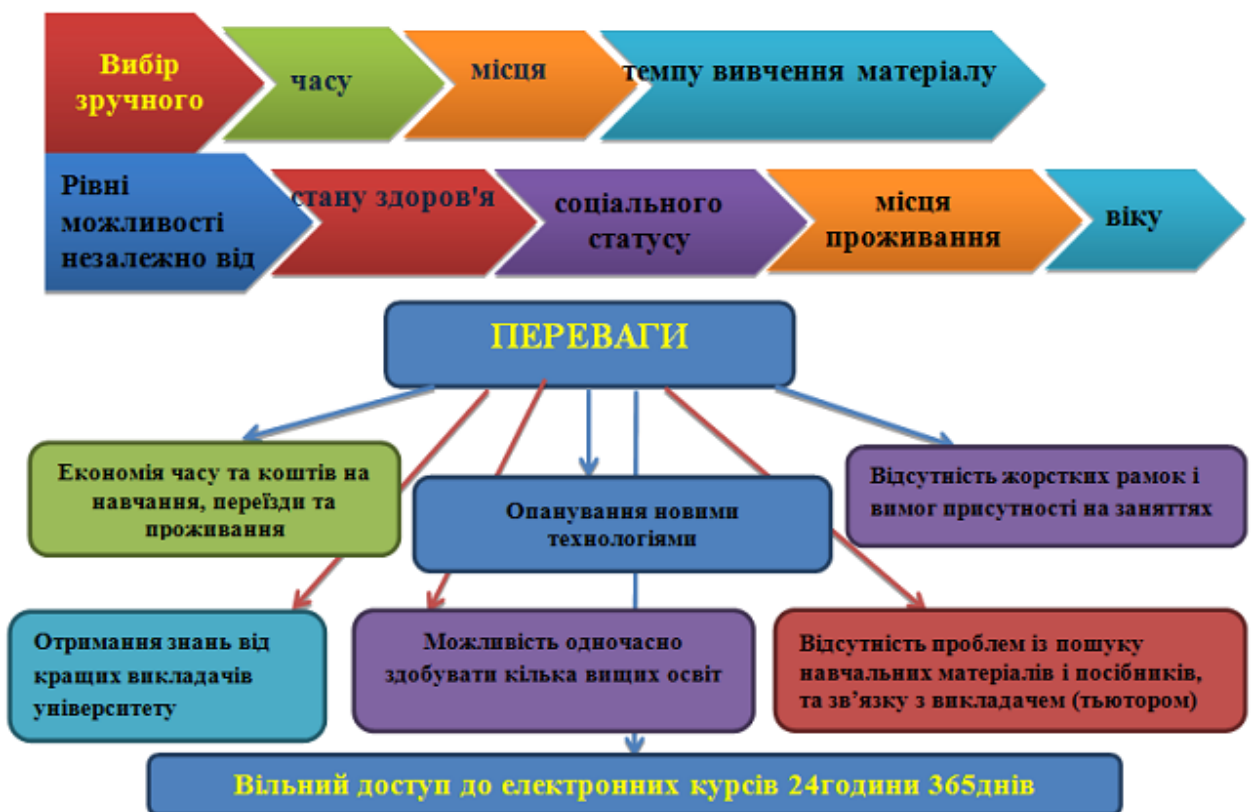 Вибір
зручного
часу
місця
темпу вивчення матеріалу
Рівні
можливості
незалежно від
стану здоров'я
соціального
статусу
місця
проживання
віку
ПЕРЕВАГИ
Економія часу та коштів на
навчання, переїзди та
проживання
Опанування новими
технологіями
Відсутність жорстких рамок і
вимог присутності на заняттях
Отримання знань від
кращих викладачів
університету
Можливість одночасно
здобувати кілька вищих освіт
Відсутність проблем із пошуку
навчальних матеріалів і посібників,
та зв’язку з викладачем (тьютором)
Вільний доступ до електронних курсів 24години 365днів